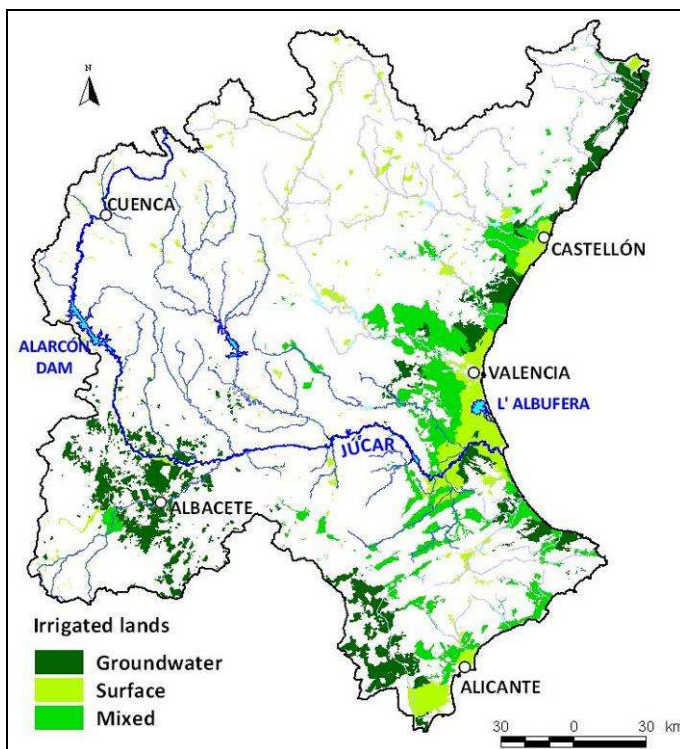 N
CUENCA
CASTELLÓN
ALARCÓN
DAM
VALENCIA
L' ALBUFERA
JÚCAR
ALBACETE
Irrigated lands
Groundwater
Surface
Mixed
ALICANTE
30 0 30 km